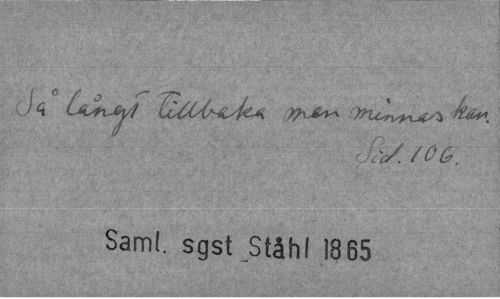 Så långt tillbaka man minnas kan.
Sid. 106.
Saml. sgst Ståhl 1865